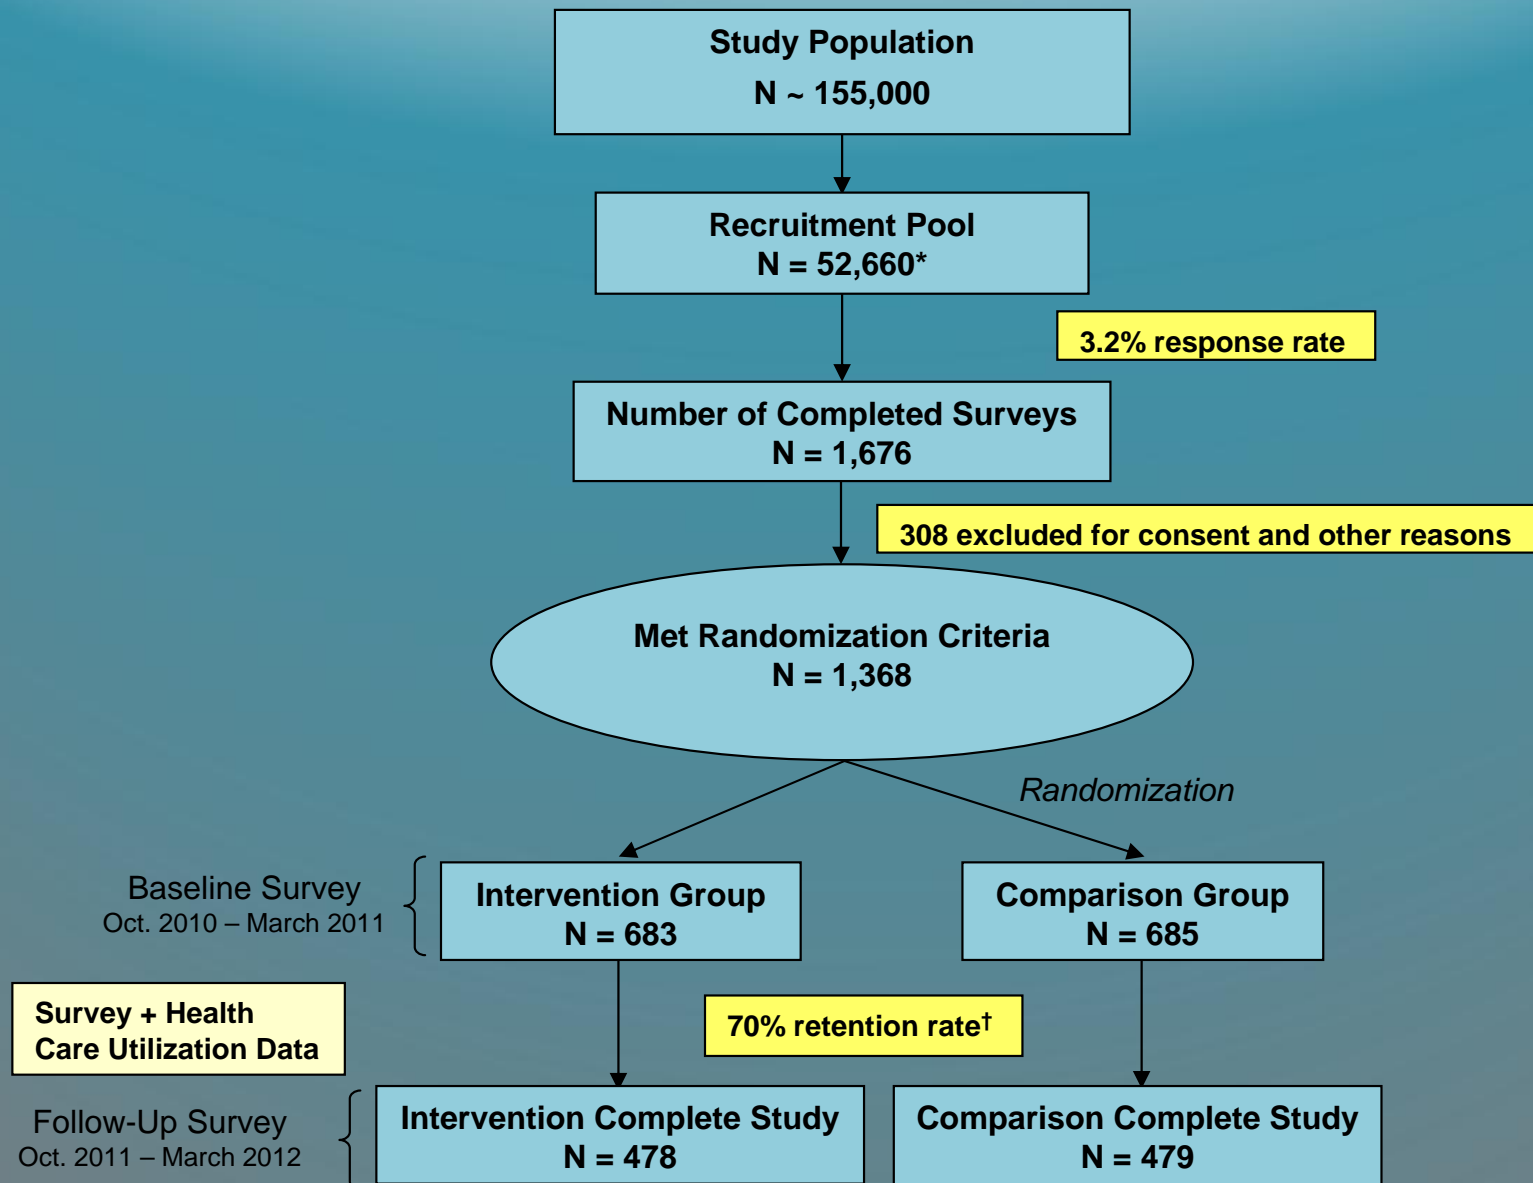 Study Population
N ~ 155,000
Recruitment Pool
N = 52,660*
3.2% response rate
Number of Completed Surveys
N = 1,676
308 excluded for consent and other reasons
Met Randomization Criteria
N = 1,368
Randomization
Baseline Survey
Oct. 2010 – March 2011
Intervention Group
N = 683
Comparison Group
N = 685
Survey + Health
Care Utilization Data
70% retention rate†
Follow-Up Survey
Oct. 2011 – March 2012
Intervention Complete Study
N = 478
Comparison Complete Study
N = 479